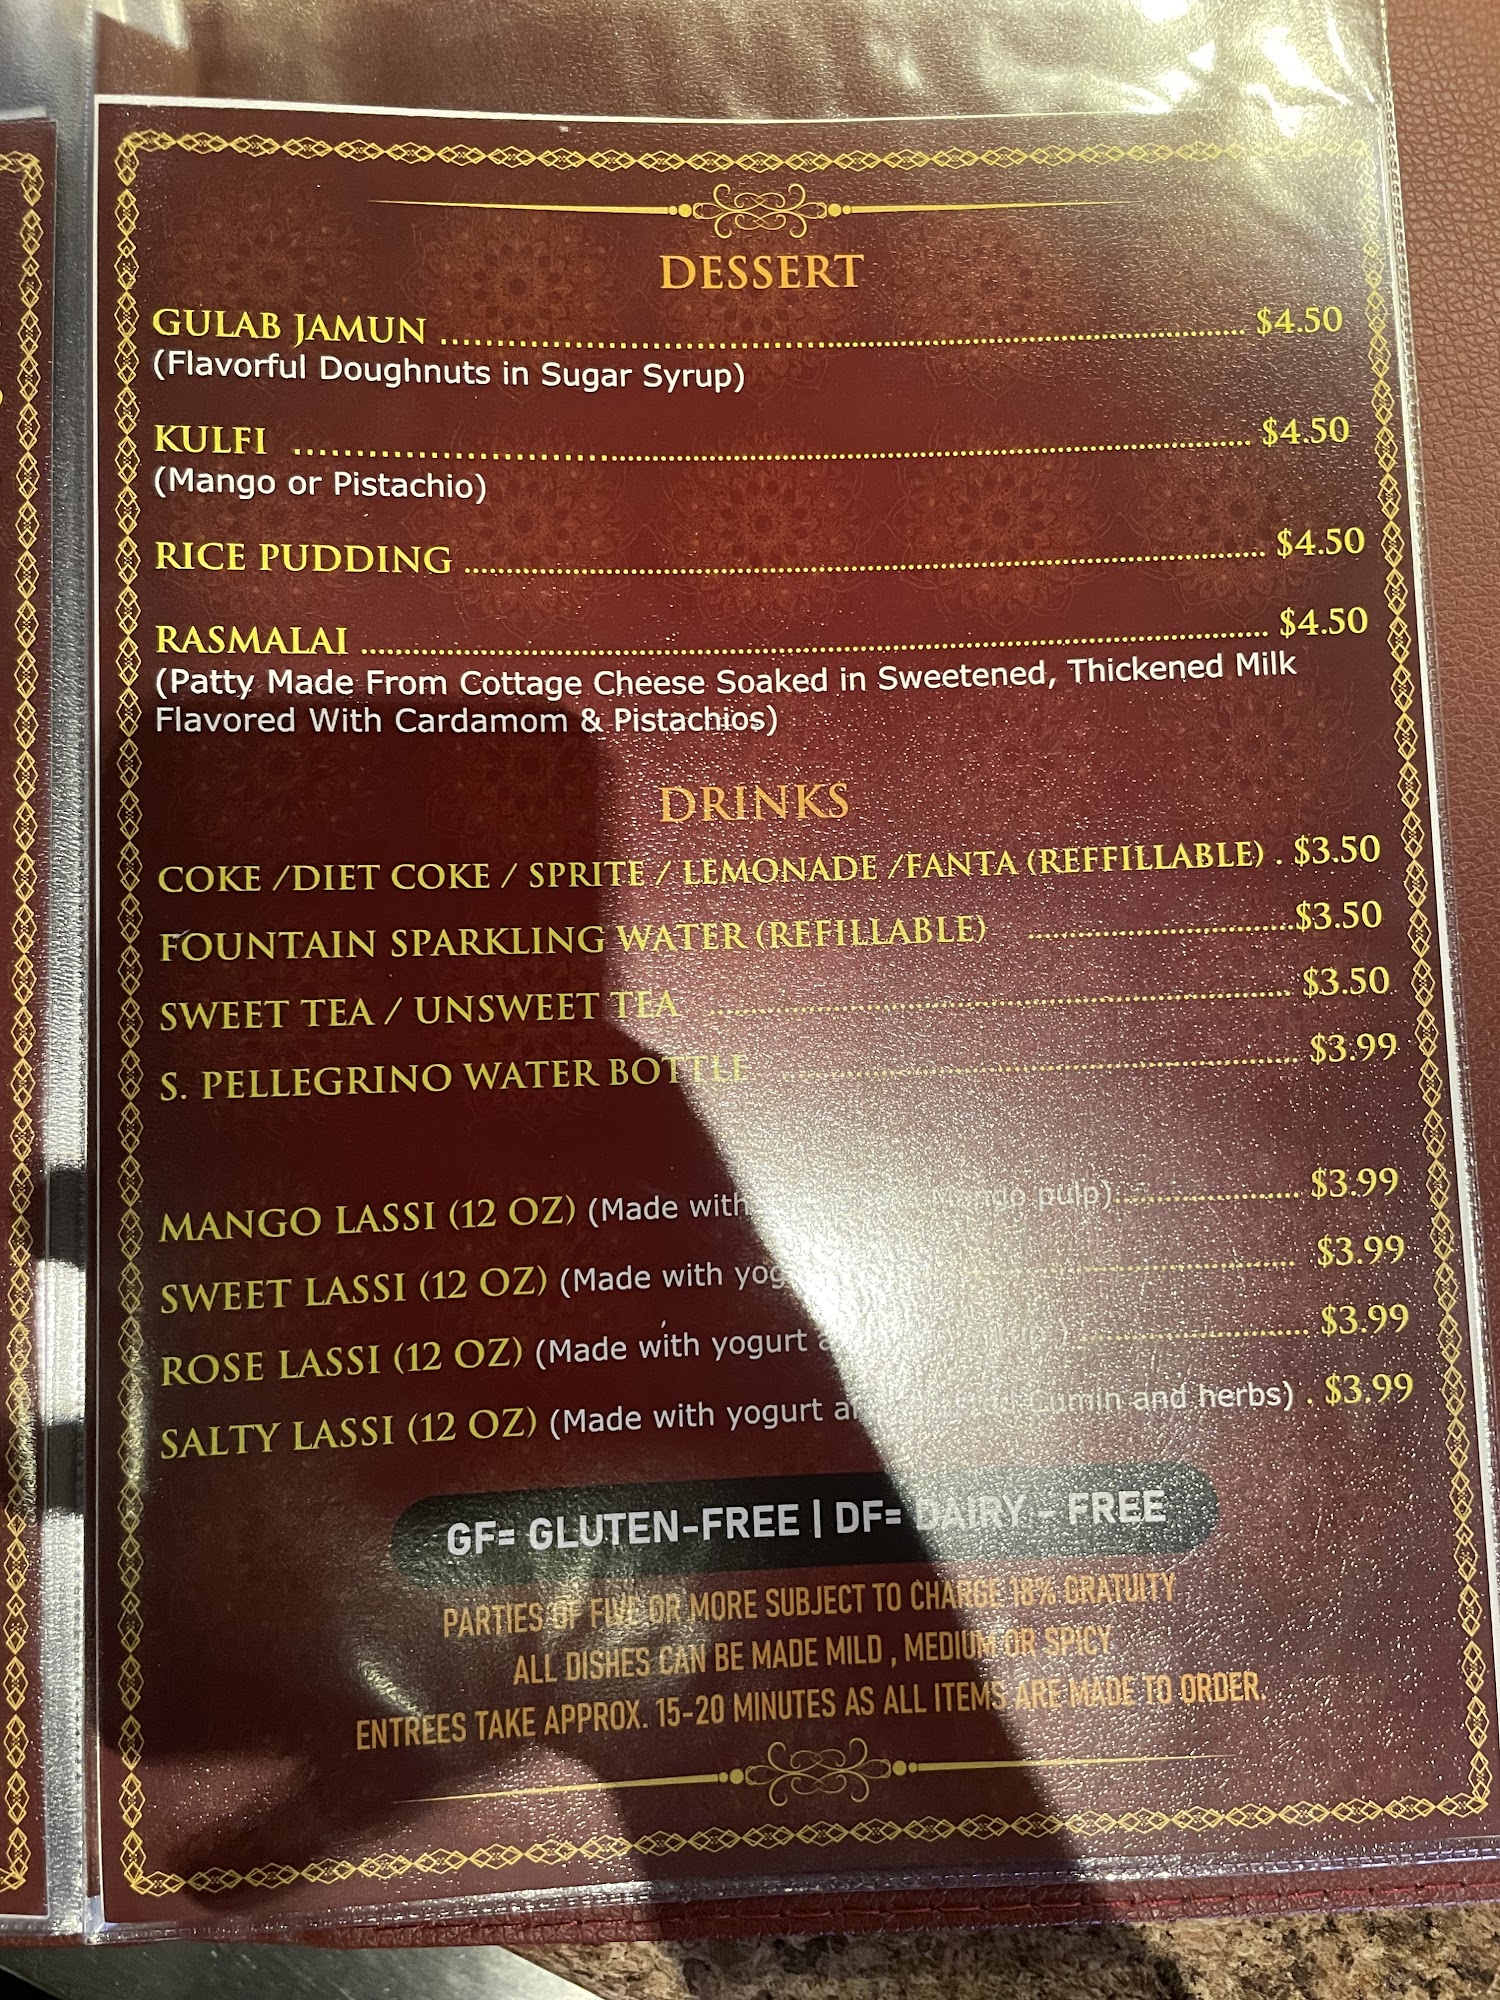 DESSERT
GULAB JAMUN ........ $4.50
(Flavorful Doughnuts in Sugar Syrup)
KULFI ........ $4.50
(Mango or Pistachio)
RICE PUDDING ........ $4.50
RASMALAI ........ $4.50
(Patty Made From Cottage Cheese Soaked in Sweetened, Thickened Milk
Flavored With Cardamom & Pistachios)
DRINKS
COKE /DIET COKE / SPRITE / LEMONADE /FANTA (REFFILLABLE) . $3.50
FOUNTAIN SPARKLING WATER (REFILLABLE) ........ $3.50
SWEET TEA / UNSWEET TEA ........ $3.50
S. PELLEGRINO WATER BOTTLE ........ $3.99
MANGO LASSI (12 OZ) (Made with Mango pulp) ........ $3.99
SWEET LASSI (12 OZ) (Made with ........ $3.99
ROSE LASSI (12 OZ) (Made with yogurt ........ $3.99
SALTY LASSI (12 OZ) (Made with yogurt Cumin and herbs) . $3.99
GF= GLUTEN-FREE | DF= DAIRY - FREE
PARTIES OF FIVE OR MORE SUBJECT TO CHARGE 18% GRATUITY
ALL DISHES CAN BE MADE MILD , MEDIUM OR SPICY
ENTREES TAKE APPROX. 15-20 MINUTES AS ALL ITEMS ARE MADE TO ORDER.